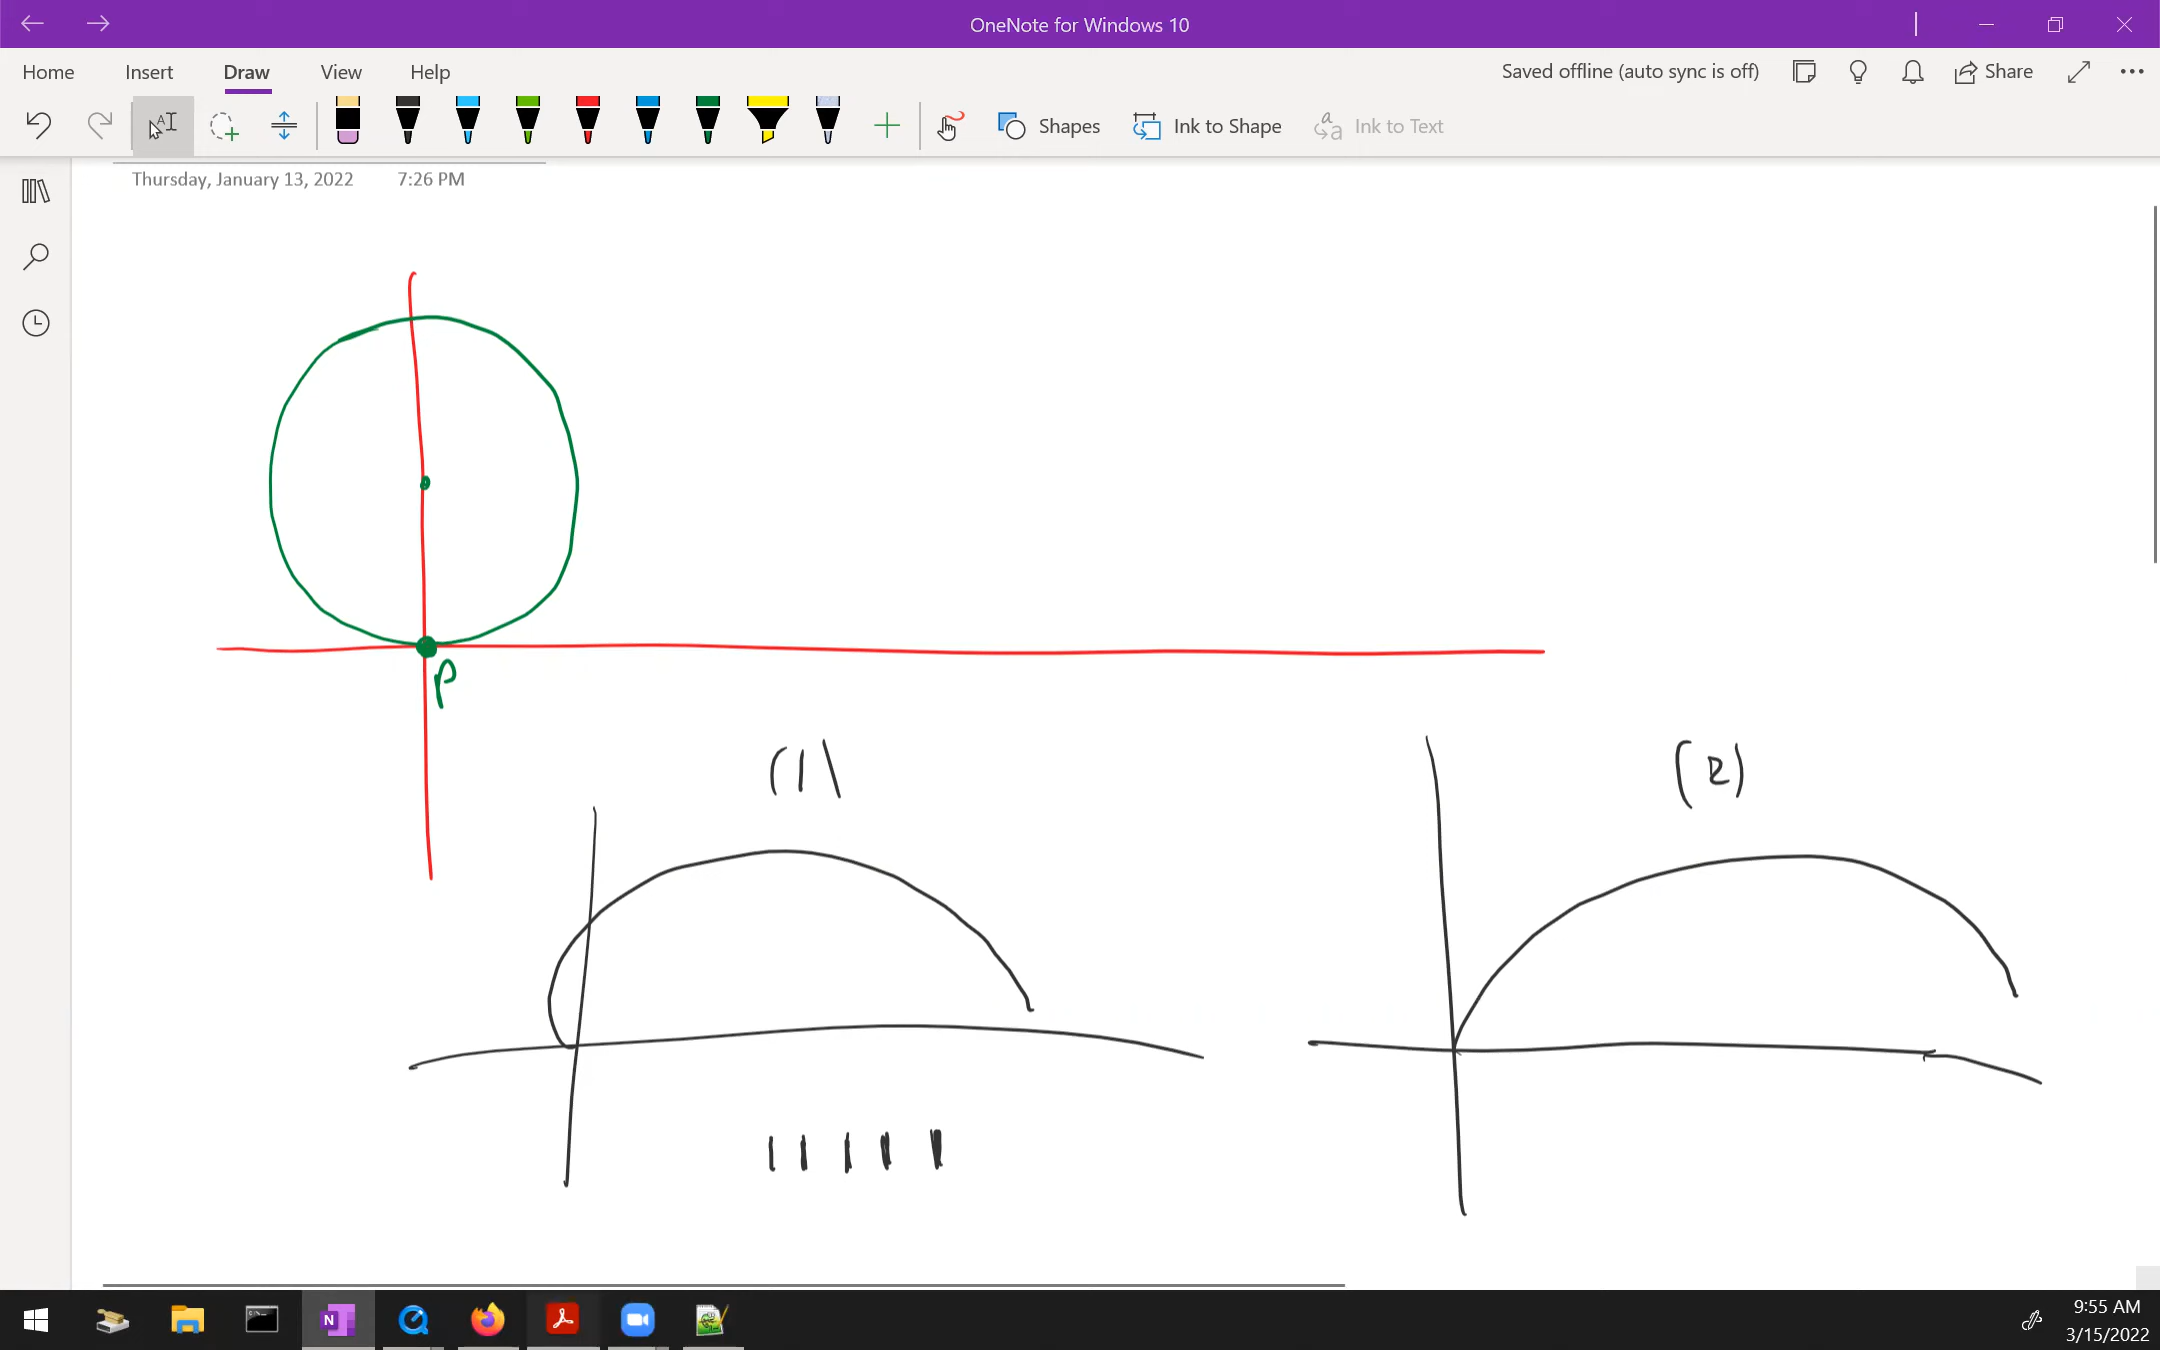 OneNote for Windows 10
Home Insert Draw View Help
Saved offline (auto sync is off) Share
Shapes Ink to Shape Ink to Text
Thursday, January 13, 2022 7:26 PM
P
(1)
(2)
9:55 AM
3/15/2022